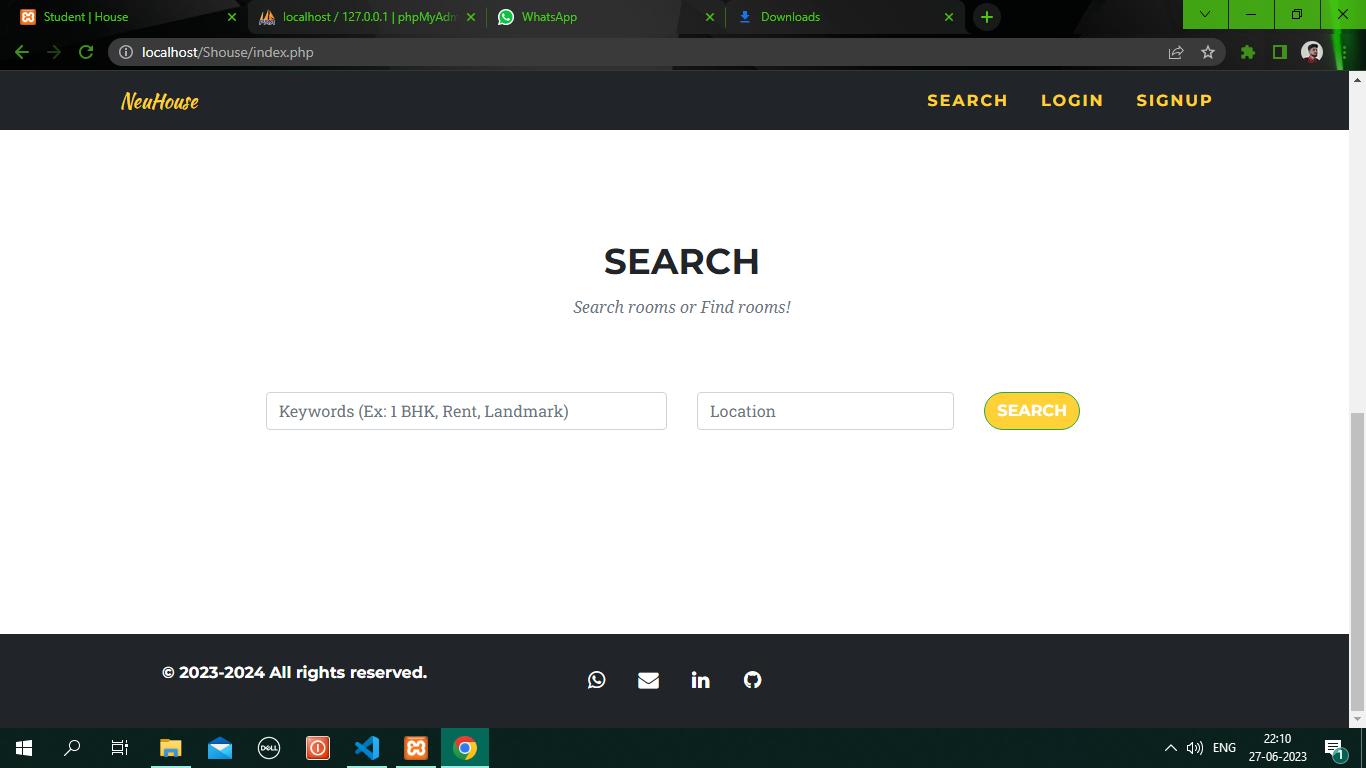 Student | House
localhost / 127.0.0.1 | phpMyAdm
WhatsApp
Downloads
localhost/Shouse/index.php
NeuHouse
SEARCH
LOGIN
SIGNUP
SEARCH
Search rooms or Find rooms!
Keywords (Ex: 1 BHK, Rent, Landmark)
Location
SEARCH
© 2023-2024 All rights reserved.
DELL
ENG
22:10
27-06-2023
1